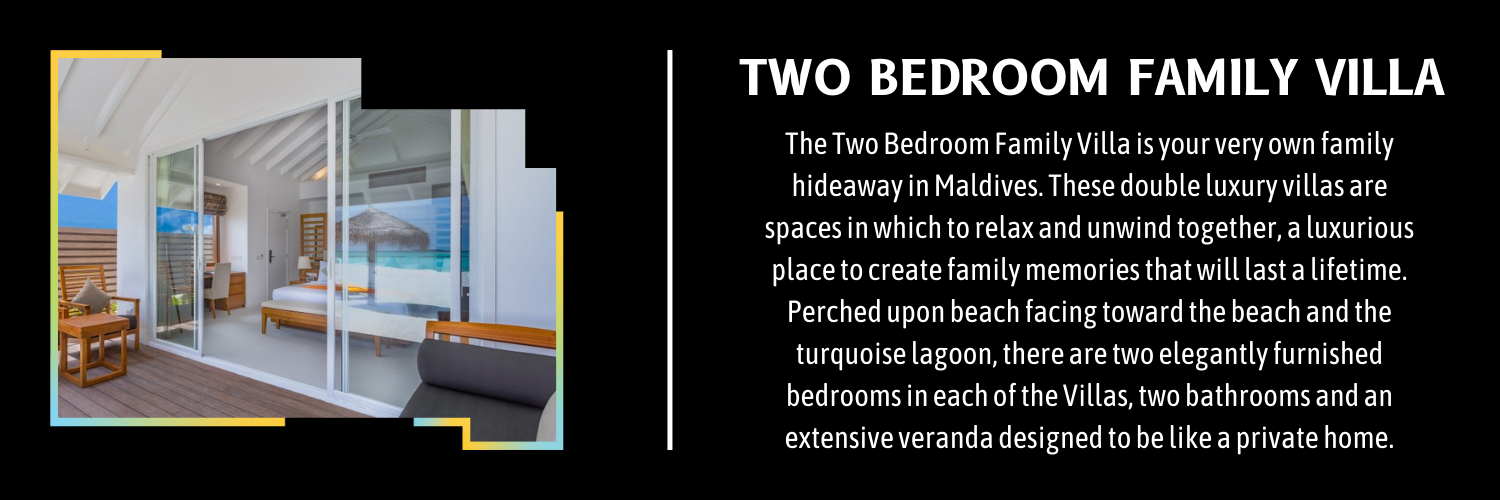 TWO BEDROOM FAMILY VILLA
The Two Bedroom Family Villa is your very own family
hideaway in Maldives. These double luxury villas are
spaces in which to relax and unwind together, a luxurious
place to create family memories that will last a lifetime.
Perched upon beach facing toward the beach and the
turquoise lagoon, there are two elegantly furnished
bedrooms in each of the Villas, two bathrooms and an
extensive veranda designed to be like a private home.